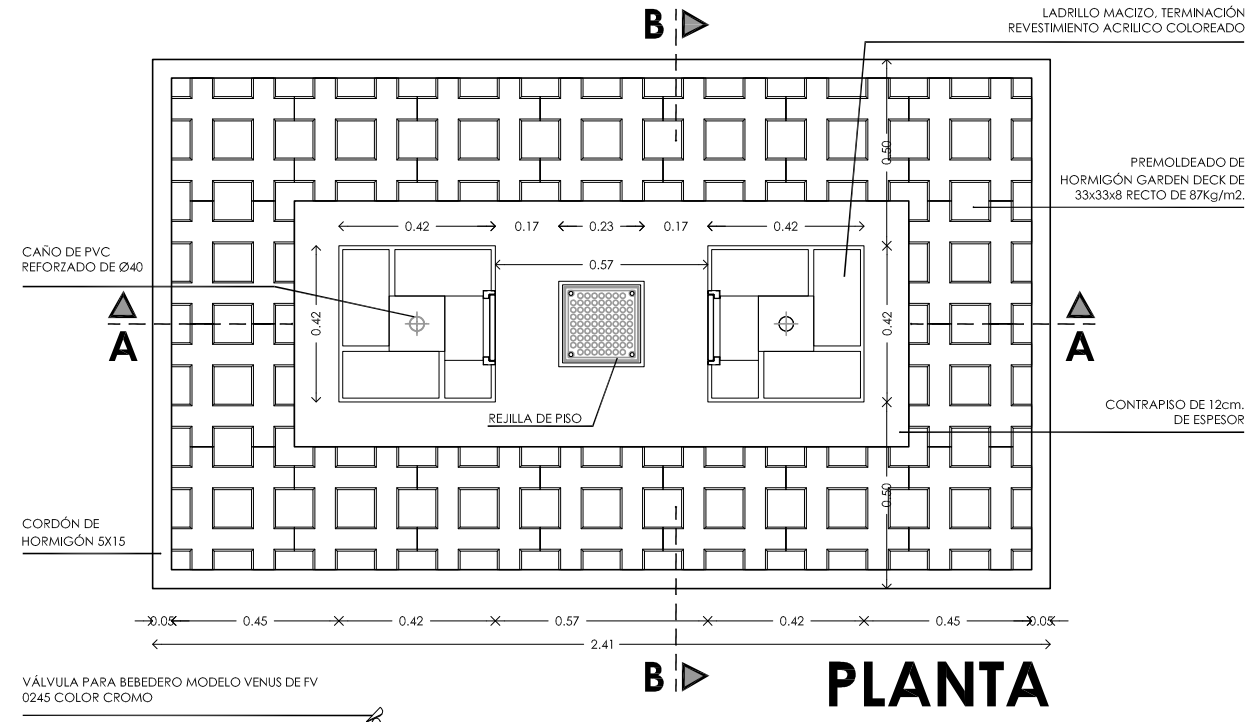 LADRILLO MACIZO, TERMINACIÓN
REVESTIMIENTO ACRILICO COLOREADO
B
0.50
PREMOLDEADO DE
HORMIGÓN GARDEN DECK DE
33x33x8 RECTO DE 87Kg/m2.
0.42
0.17
0.23
0.17
0.42
CAÑO DE PVC
REFORZADO DE Ø40
0.57
0.42
0.42
A
A
REJILLA DE PISO
CONTRAPISO DE 12cm.
DE ESPESOR
0.50
CORDÓN DE
HORMIGÓN 5X15
0.05
0.45
0.42
0.57
0.42
0.45
0.05
2.41
B
PLANTA
VÁLVULA PARA BEBEDERO MODELO VENUS DE FV
0245 COLOR CROMO